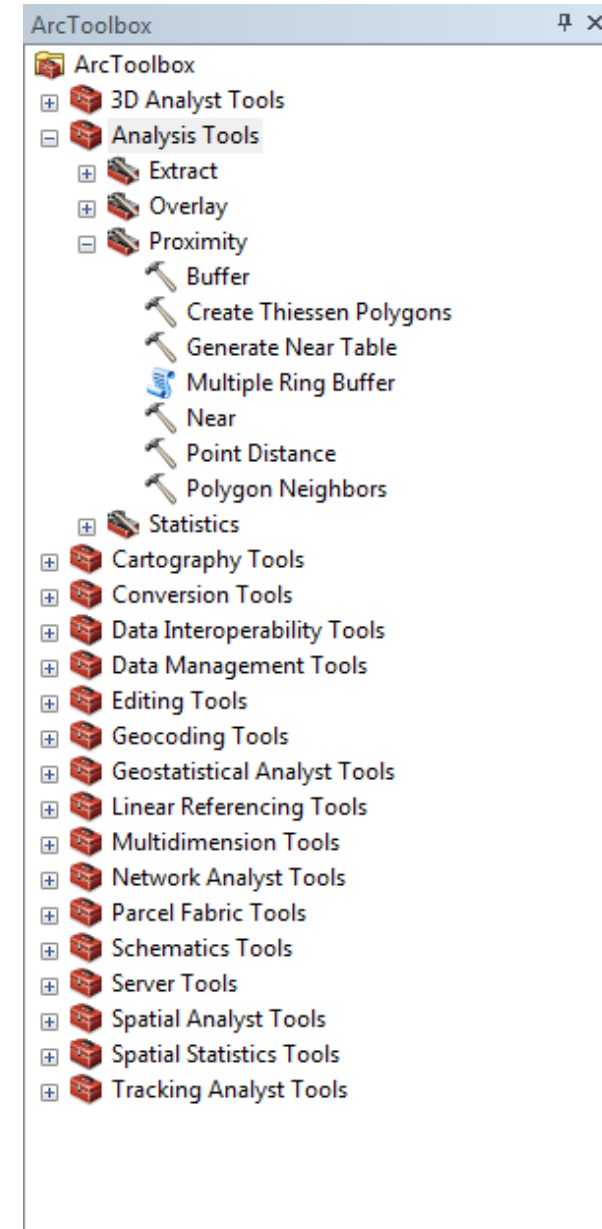 ArcToolbox
ArcToolbox
3D Analyst Tools
Analysis Tools
Extract
Overlay
Proximity
Buffer
Create Thiessen Polygons
Generate Near Table
Multiple Ring Buffer
Near
Point Distance
Polygon Neighbors
Statistics
Cartography Tools
Conversion Tools
Data Interoperability Tools
Data Management Tools
Editing Tools
Geocoding Tools
Geostatistical Analyst Tools
Linear Referencing Tools
Multidimension Tools
Network Analyst Tools
Parcel Fabric Tools
Schematics Tools
Server Tools
Spatial Analyst Tools
Spatial Statistics Tools
Tracking Analyst Tools